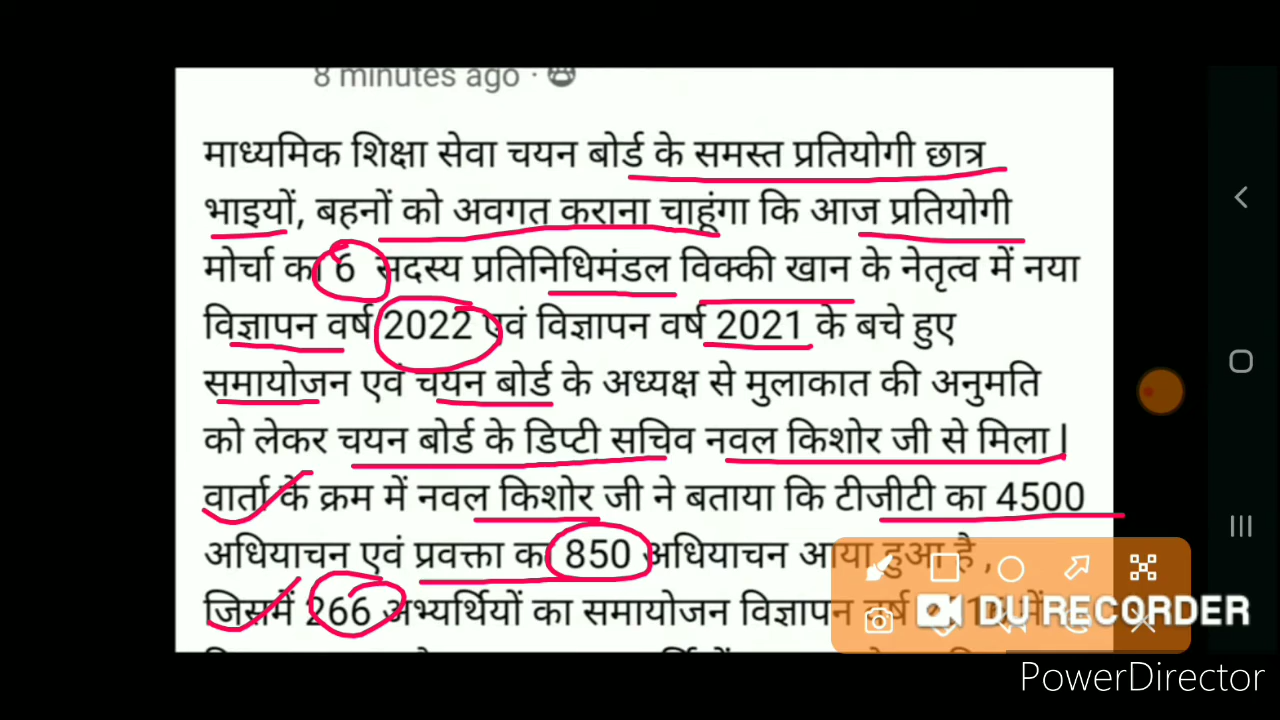 8 minutes ago ·
माध्यमिक शिक्षा सेवा चयन बोर्ड के समस्त प्रतियोगी छात्र
भाइयों, बहनों को अवगत कराना चाहूंगा कि आज प्रतियोगी
मोर्चा का 6 सदस्य प्रतिनिधिमंडल विक्की खान के नेतृत्व में नया
विज्ञापन वर्ष 2022 एवं विज्ञापन वर्ष 2021 के बचे हुए
समायोजन एवं चयन बोर्ड के अध्यक्ष से मुलाकात की अनुमति
को लेकर चयन बोर्ड के डिप्टी सचिव नवल किशोर जी से मिला |
वार्ता के क्रम में नवल किशोर जी ने बताया कि टीजीटी का 4500
अधियाचन एवं प्रवक्ता का 850 अधियाचन आया हुआ है ,
जिसमें 266 अभ्यर्थियों का समायोजन विज्ञापन वर्ष में
DU RECORDER
PowerDirector